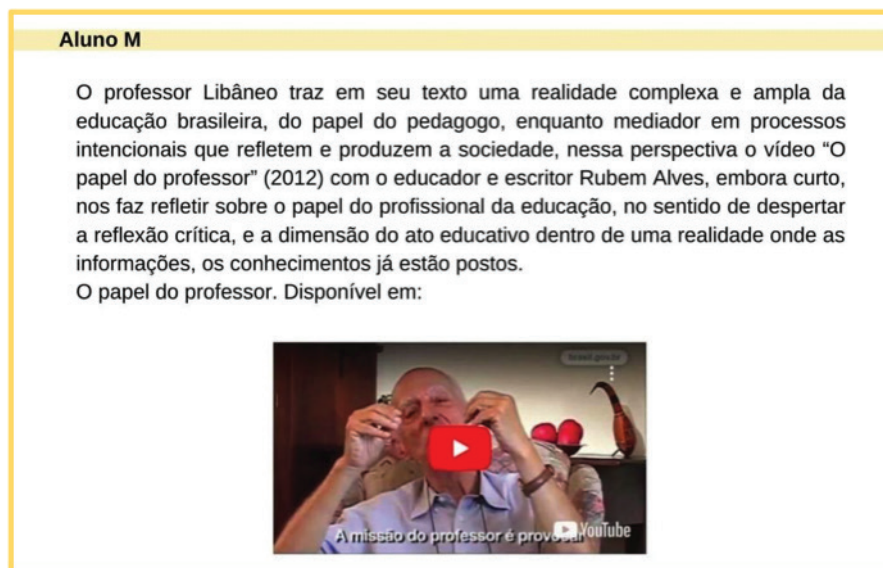 Aluno M
O professor Libâneo traz em seu texto uma realidade complexa e ampla da
educação brasileira, do papel do pedagogo, enquanto mediador em processos
intencionais que refletem e produzem a sociedade, nessa perspectiva o vídeo “O
papel do professor” (2012) com o educador e escritor Rubem Alves, embora curto,
nos faz refletir sobre o papel do profissional da educação, no sentido de despertar
a reflexão crítica, e a dimensão do ato educativo dentro de uma realidade onde as
informações, os conhecimentos já estão postos.
O papel do professor. Disponível em:
brasil.gov.br
A missão do professor é provocar
YouTube